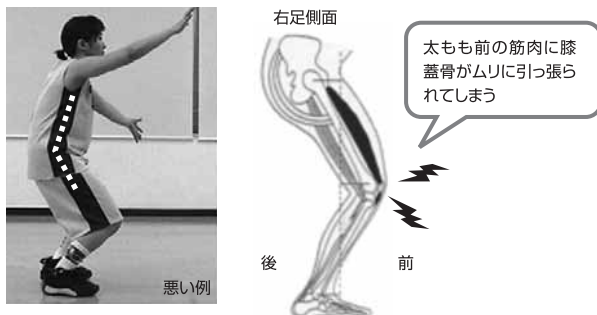 右足側面
太もも前の筋肉に膝
蓋骨がムリに引っ張ら
れてしまう
後
前
悪い例